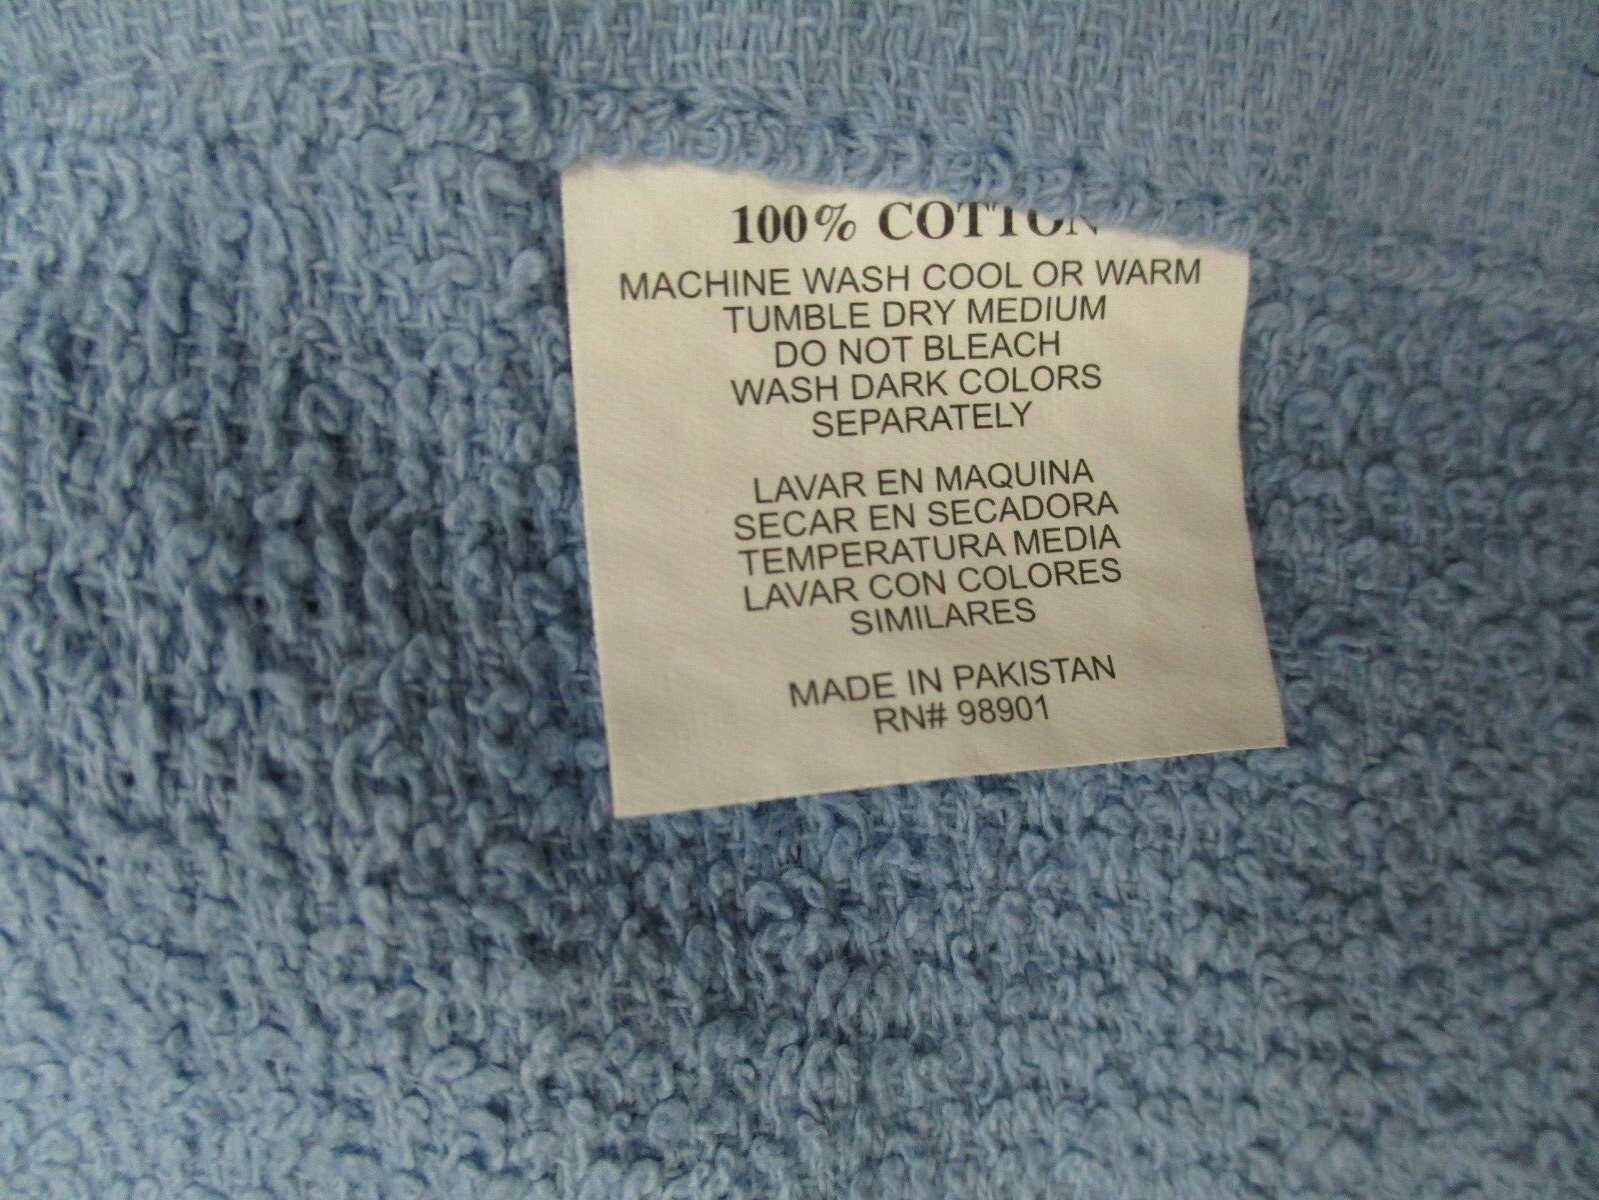 100% COTTON
MACHINE WASH COOL OR WARM
TUMBLE DRY MEDIUM
DO NOT BLEACH
WASH DARK COLORS
SEPARATELY
LAVAR EN MAQUINA
SECAR EN SECADORA
TEMPERATURA MEDIA
LAVAR CON COLORES
SIMILARES
MADE IN PAKISTAN
RN# 98901